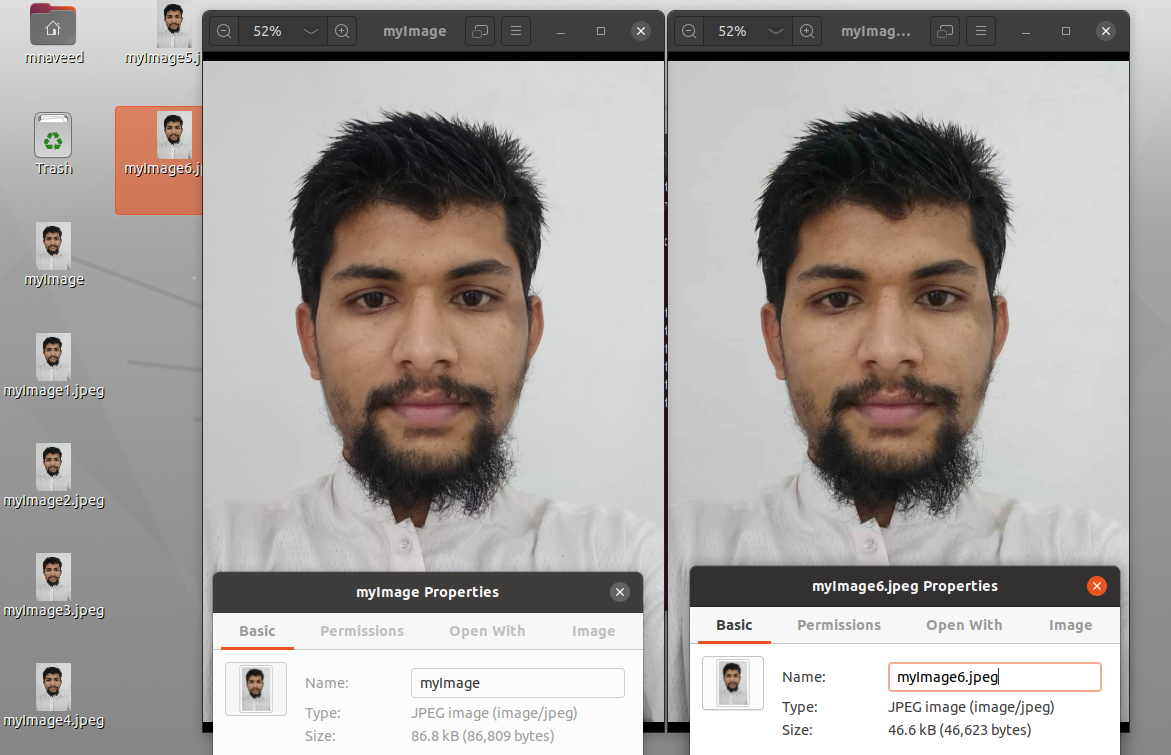 mnaveed
Trash
myImage
myImage1.jpeg
myImage2.jpeg
myImage3.jpeg
myImage4.jpeg
myImage5.j
myImage6.j
52%
myImage
myImage Properties
Basic Permissions Open With Image
Name: myImage
Type: JPEG image (image/jpeg)
Size: 86.8 kB (86,809 bytes)
52%
myImag...
myImage6.jpeg Properties
Basic Permissions Open With Image
Name: myImage6.jpeg
Type: JPEG image (image/jpeg)
Size: 46.6 kB (46,623 bytes)